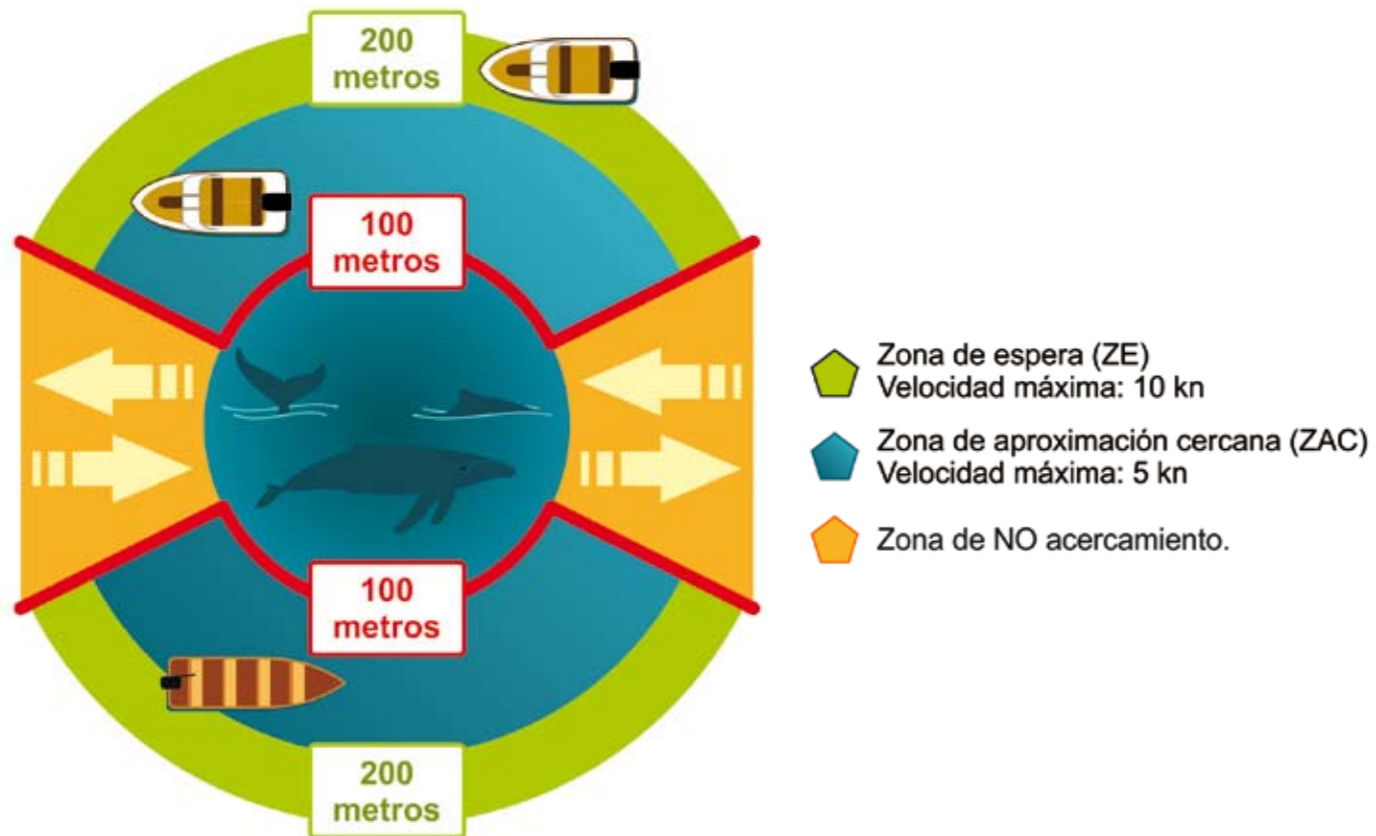 200
metros
100
metros
100
metros
200
metros
Zona de espera (ZE)
Velocidad máxima: 10 kn
Zona de aproximación cercana (ZAC)
Velocidad máxima: 5 kn
Zona de NO acercamiento.